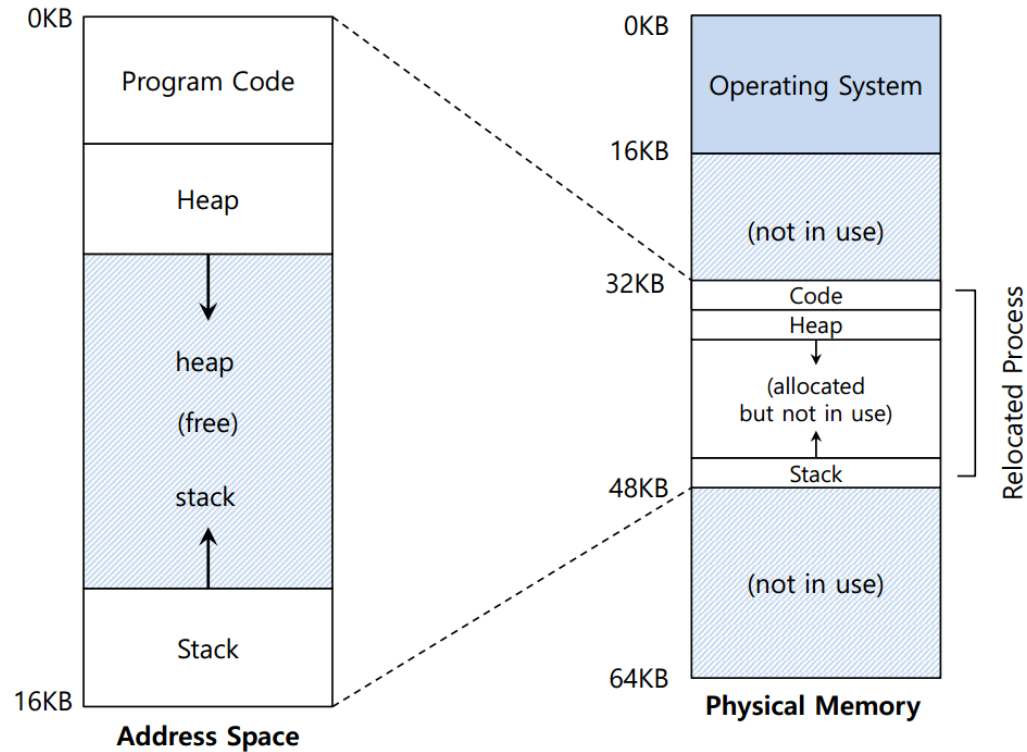 0KB
Program Code
Heap
heap
(free)
stack
Stack
16KB
Address Space
0KB
Operating System
16KB
(not in use)
32KB
Code
Heap
(allocated
but not in use)
Stack
48KB
(not in use)
64KB
Physical Memory
Relocated Process